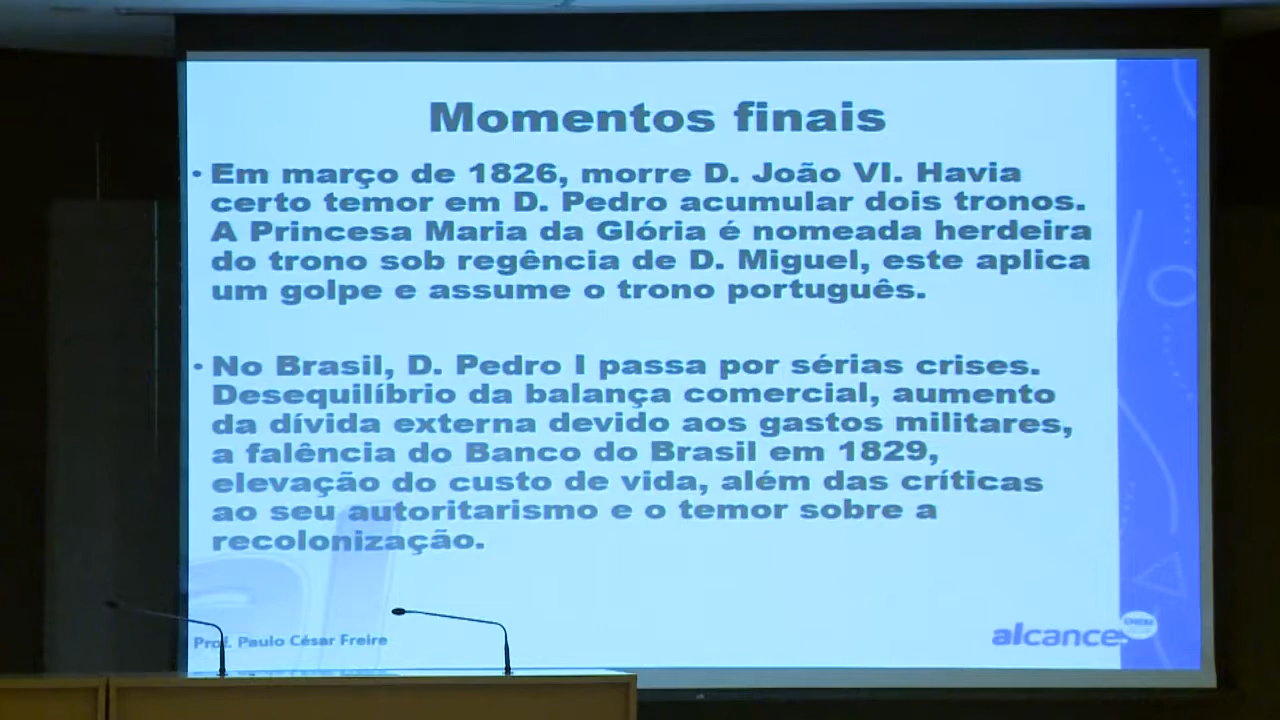 Momentos finais
• Em março de 1826, morre D. João VI. Havia
certo temor em D. Pedro acumular dois tronos.
A Princesa Maria da Glória é nomeada herdeira
do trono sob regência de D. Miguel, este aplica
um golpe e assume o trono português.
• No Brasil, D. Pedro I passa por sérias crises.
Desequilíbrio da balança comercial, aumento
da dívida externa devido aos gastos militares,
a falência do Banco do Brasil em 1829,
elevação do custo de vida, além das críticas
ao seu autoritarismo e o temor sobre a
recolonização.
Prof. Paulo César Freire
alcance
ENEM